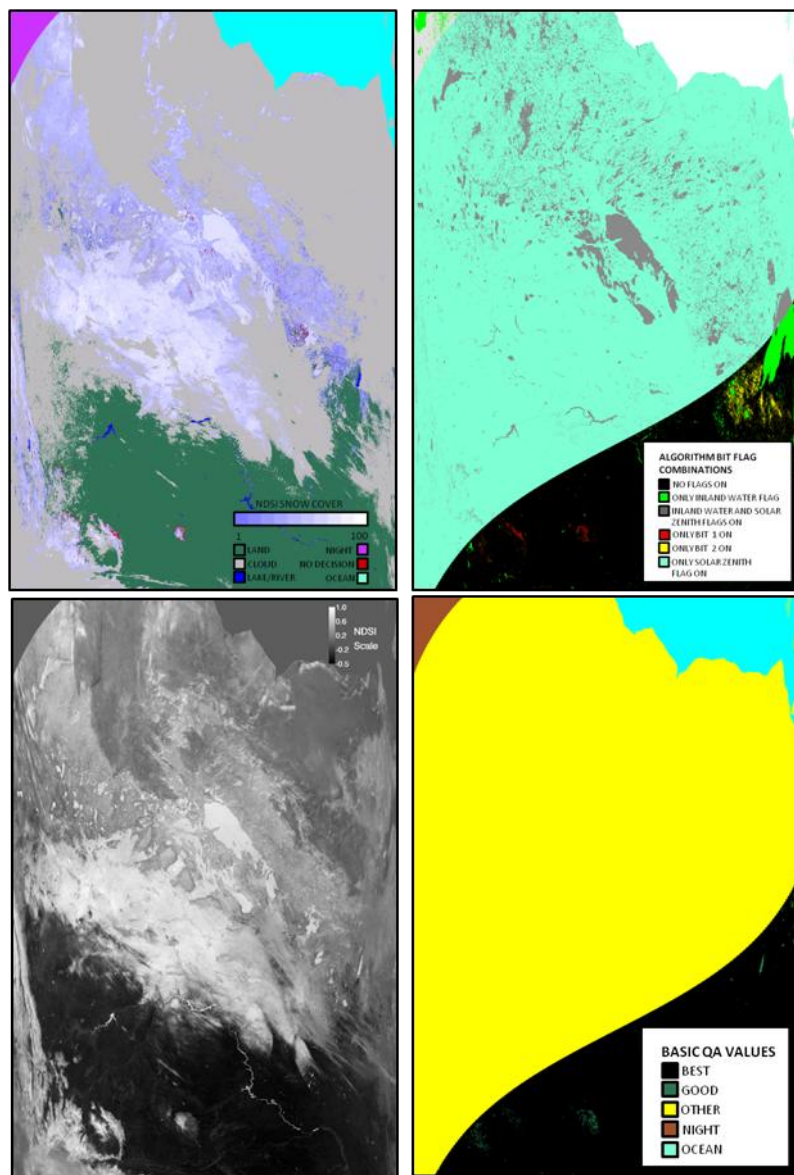 NDSI SNOW COVER
1 100
LAND NIGHT
CLOUD NO DECISION
LAKE/RIVER OCEAN
ALGORITHM BIT FLAG
COMBINATIONS
NO FLAGS ON
ONLY INLAND WATER FLAG
INLAND WATER AND SOLAR
ZENITH FLAGS ON
ONLY BIT 1 ON
ONLY BIT 2 ON
ONLY SOLAR ZENITH
FLAG ON
1.0
0.6
0.2
-0.2
-0.5
NDSI
Scale
BASIC QA VALUES
BEST
GOOD
OTHER
NIGHT
OCEAN